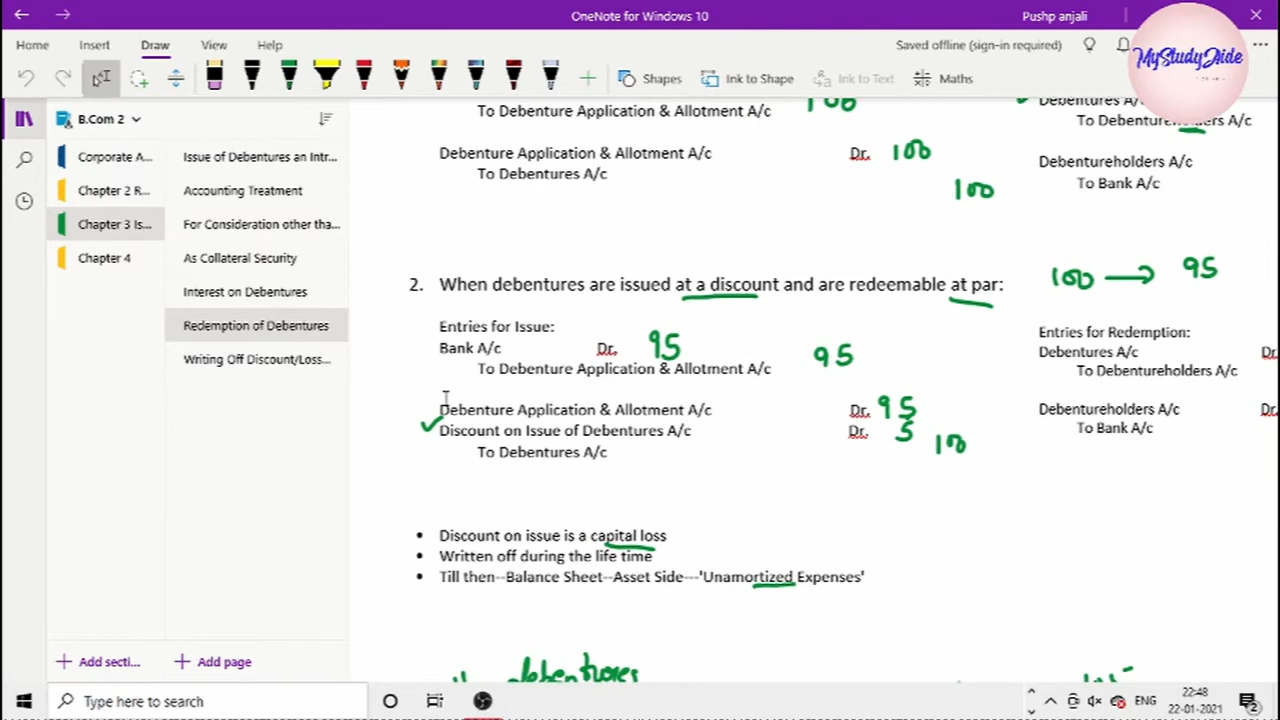 OneNote for Windows 10
Pushp anjali
Home Insert Draw View Help
Saved offline (sign-in required)
MyStudyAide
Shapes Ink to Shape Ink to Text Maths
B.Com 2
Corporate A...
Chapter 2 R...
Chapter 3 Is...
Chapter 4
Issue of Debentures an Intr...
Accounting Treatment
For Consideration other tha...
As Collateral Security
Interest on Debentures
Redemption of Debentures
Writing Off Discount/Loss...
To Debenture Application & Allotment A/c 100
Debenture Application & Allotment A/c Dr. 100
To Debentures A/c
100
Debentures A/c
To Debentureholders A/c
Debentureholders A/c
To Bank A/c
2. When debentures are issued at a discount and are redeemable at par:
100 → 95
Entries for Issue:
Bank A/c Dr. 95
To Debenture Application & Allotment A/c 95
Debenture Application & Allotment A/c Dr. 95
Discount on Issue of Debentures A/c Dr. 5
To Debentures A/c 100
Entries for Redemption:
Debentures A/c Dr.
To Debentureholders A/c
Debentureholders A/c Dr.
To Bank A/c
• Discount on issue is a capital loss
• Written off during the life time
• Till then--Balance Sheet--Asset Side---'Unamortized Expenses'
debentures
Add secti...
Add page
Type here to search
ENG
22:48
22-01-2021
2